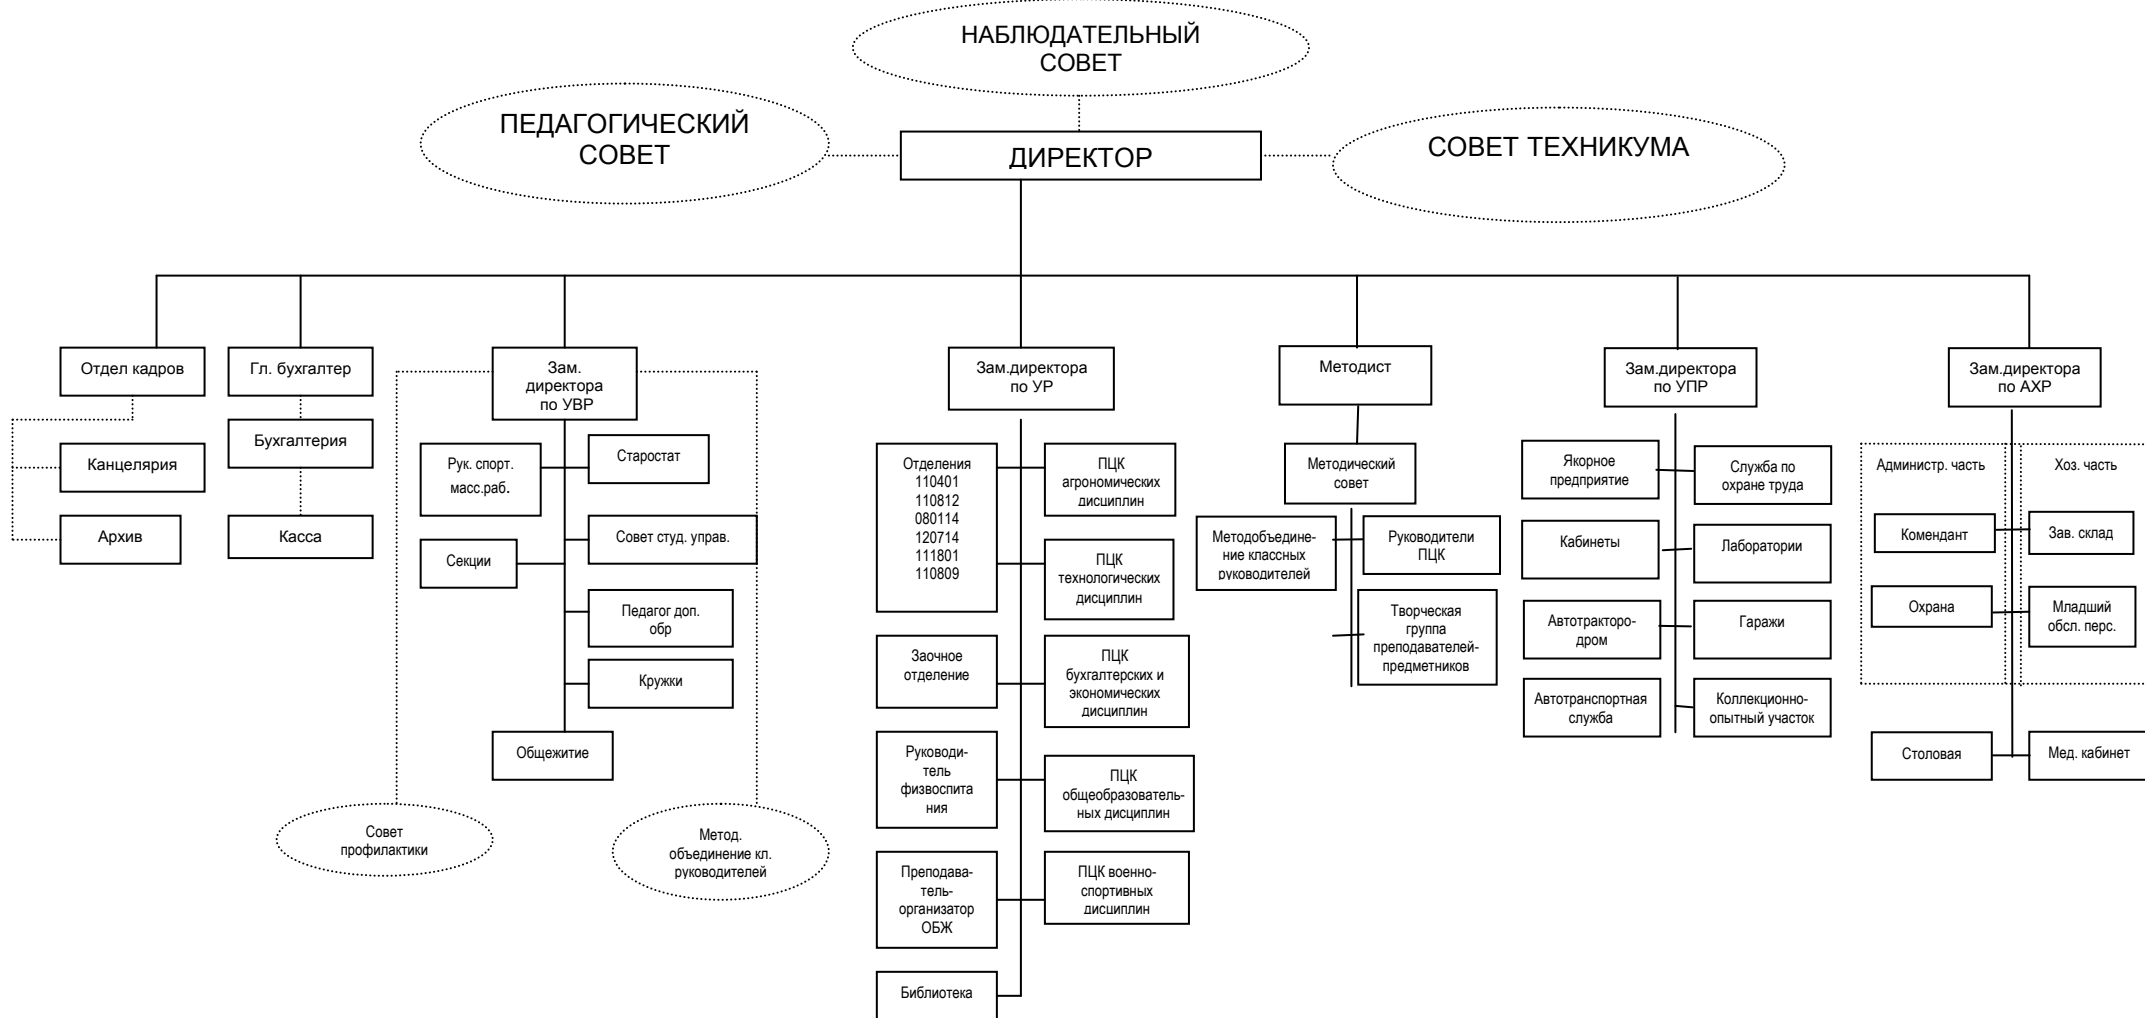 НАБЛЮДАТЕЛЬНЫЙ
СОВЕТ
ПЕДАГОГИЧЕСКИЙ
СОВЕТ
ДИРЕКТОР
СОВЕТ ТЕХНИКУМА
Отдел кадров
Гл. бухгалтер
Зам.
директора
по УВР
Зам.директора
по УР
Методист
Зам.директора
по УПР
Зам.директора
по АХР
Канцелярия
Архив
Бухгалтерия
Касса
Рук. спорт.
масс.раб.
Старостат
Совет студ. управ.
Секции
Педагог доп.
обр
Кружки
Общежитие
Совет
профилактики
Метод.
объединение кл.
руководителей
Отделения
110401
110812
080114
120714
111801
110809
ПЦК
агрономических
дисциплин
ПЦК
технологических
дисциплин
Заочное
отделение
ПЦК
бухгалтерских и
экономических
дисциплин
Руководи-
тель
физвоспита
ния
ПЦК
общеобразователь-
ных дисциплин
Преподава-
тель-
организатор
ОБЖ
ПЦК военно-
спортивных
дисциплин
Библиотека
Методический
совет
Методобъедине-
ние классных
руководителей
Руководители
ПЦК
Творческая
группа
преподавателей-
предметников
Якорное
предприятие
Служба по
охране труда
Кабинеты
Лаборатории
Автотракторо-
дром
Гаражи
Автотранспортная
служба
Коллекционно-
опытный участок
Администр. часть
Хоз. часть
Комендант
Зав. склад
Охрана
Младший
обсл. перс.
Столовая
Мед. кабинет